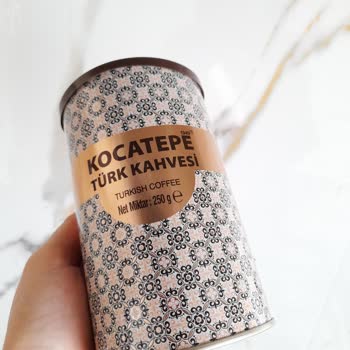 KOCATEPE
TÜRK KAHVESİ
TURKISH COFFEE
Net Miktar: 250 g ℮